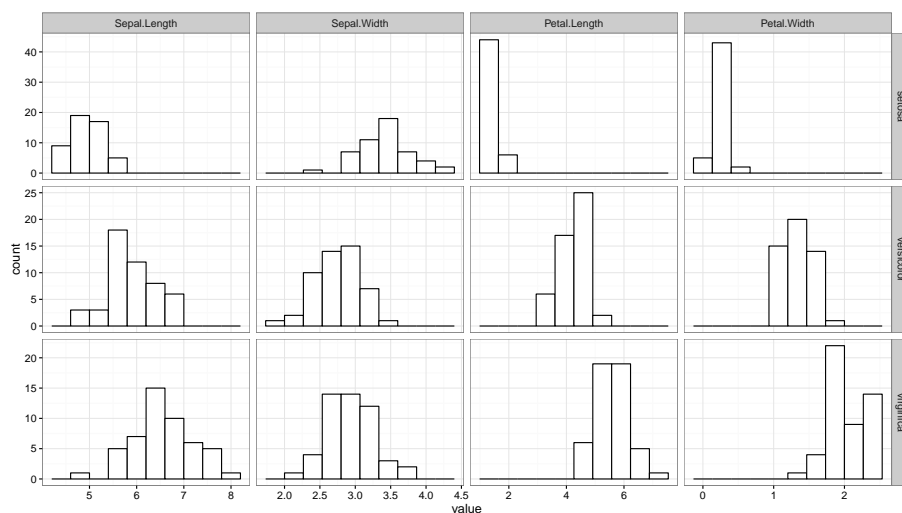 Sepal.Length Sepal.Width Petal.Length Petal.Width
40
30
20
10
0
setosa
25
20
15
10
5
0
versicolor
count
20
15
10
5
0
virginica
5 6 7 8 2.0 2.5 3.0 3.5 4.0 4.5 2 4 6 0 1 2
value